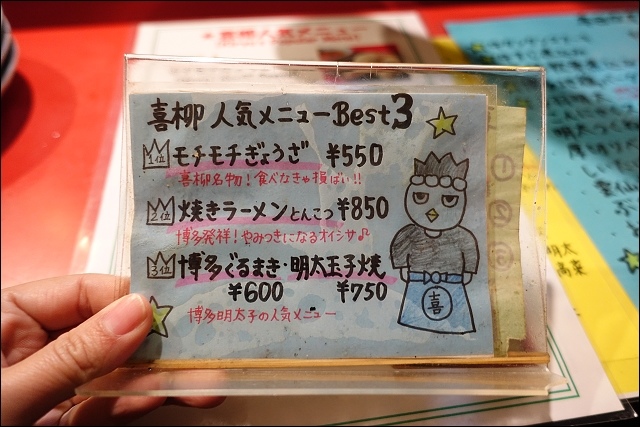 喜柳 人気メニューBest3
1位 モチモチぎょうざ ¥550
喜柳名物!食べなきゃ損ばい!!
2位 焼きラーメンとんこつ ¥850
博多発祥!やみつきになるオイシサ♪
3位 博多ぐるまき・明太玉子焼
¥600 ¥750
博多明太子の人気メニュー
喜
明太
高菜